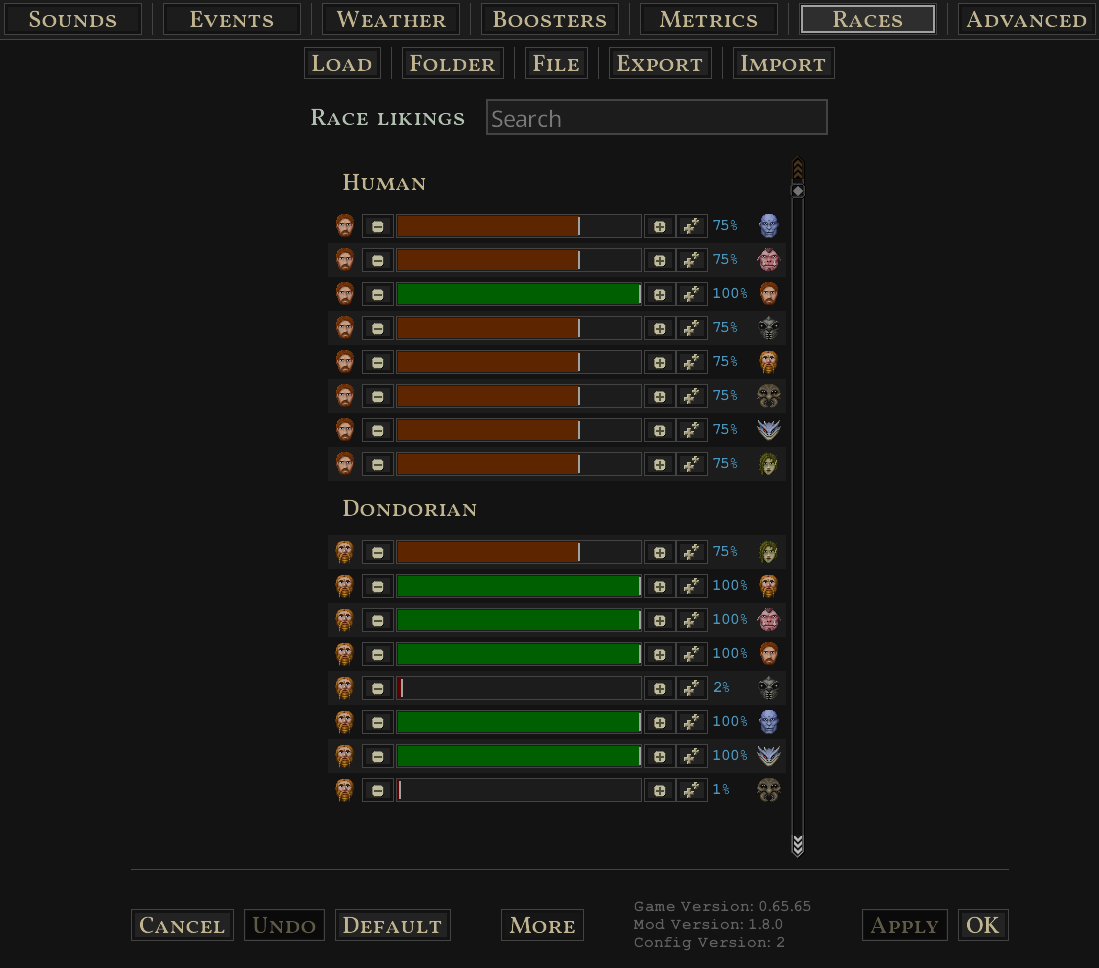 Sounds Events Weather Boosters Metrics Races Advanced
Load Folder File Export Import
Race likings Search
Human
75%
75%
100%
75%
75%
75%
75%
75%
Dondorian
75%
100%
100%
100%
2%
100%
100%
1%
Cancel Undo Default More
Game Version: 0.65.65
Mod Version: 1.8.0
Config Version: 2
Apply OK